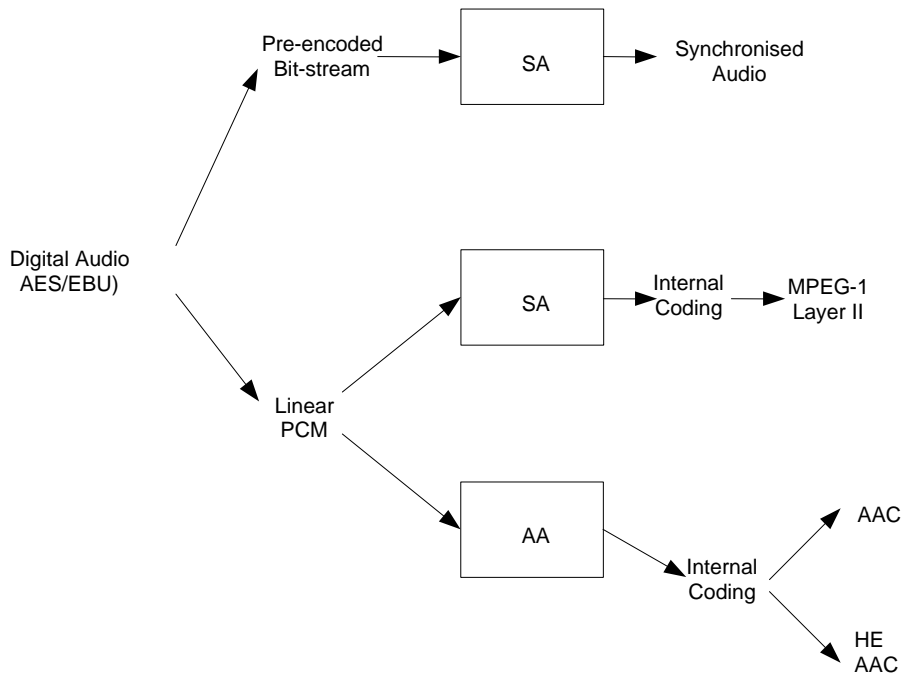 Pre-encoded
Bit-stream
SA
Synchronised
Audio
Digital Audio
AES/EBU)
SA
Internal
Coding
MPEG-1
Layer II
Linear
PCM
AA
Internal
Coding
AAC
HE
AAC